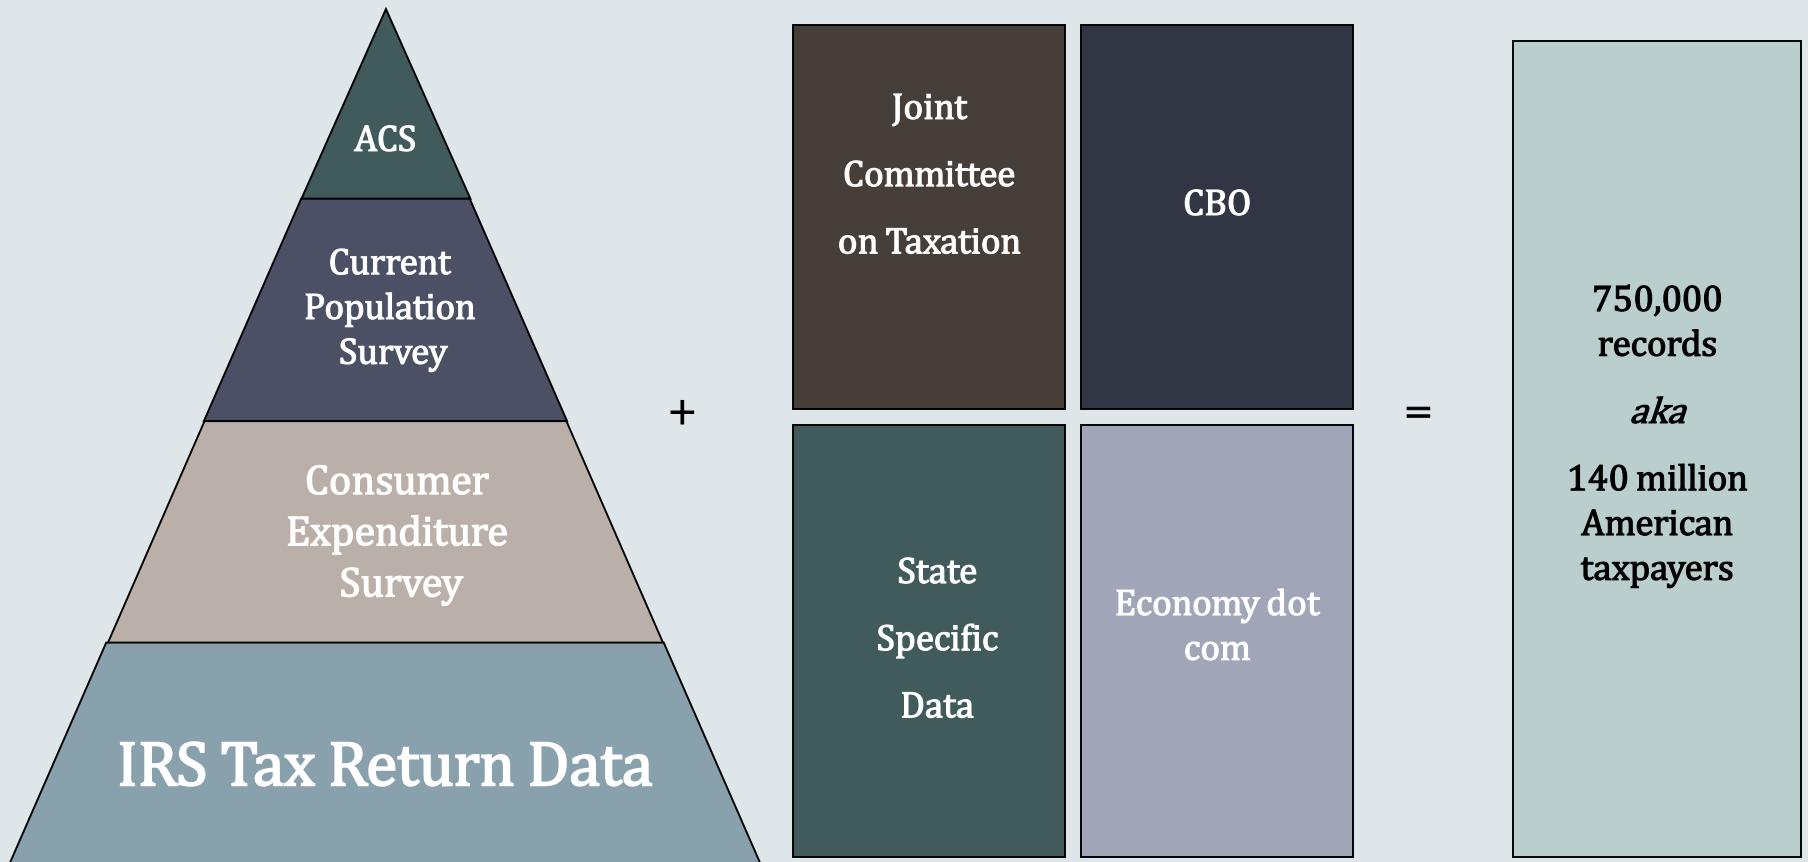 ACS
Current
Population
Survey
Consumer
Expenditure
Survey
IRS Tax Return Data
+
Joint
Committee
on Taxation
CBO
State
Specific
Data
Economy dot
com
=
750,000
records
aka
140 million
American
taxpayers